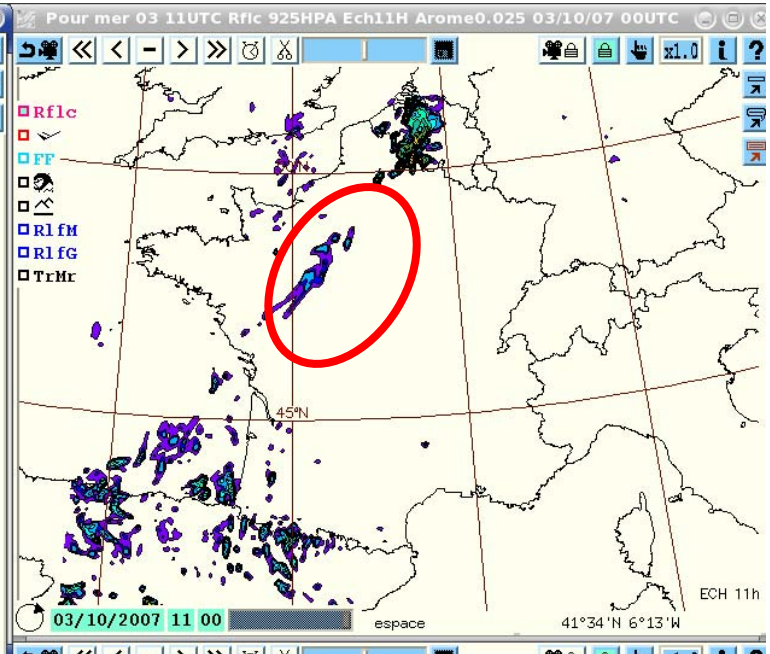 Pour mer 03 11UTC Rflc 925HPA Ech11H Arome0.025 03/10/07 00UTC
x1.0 i ?
Rflc
FF
RlfM
RlfG
TrMr
45°N
ECH 11h
03/10/2007 11 00 espace 41°34'N 6°13'W